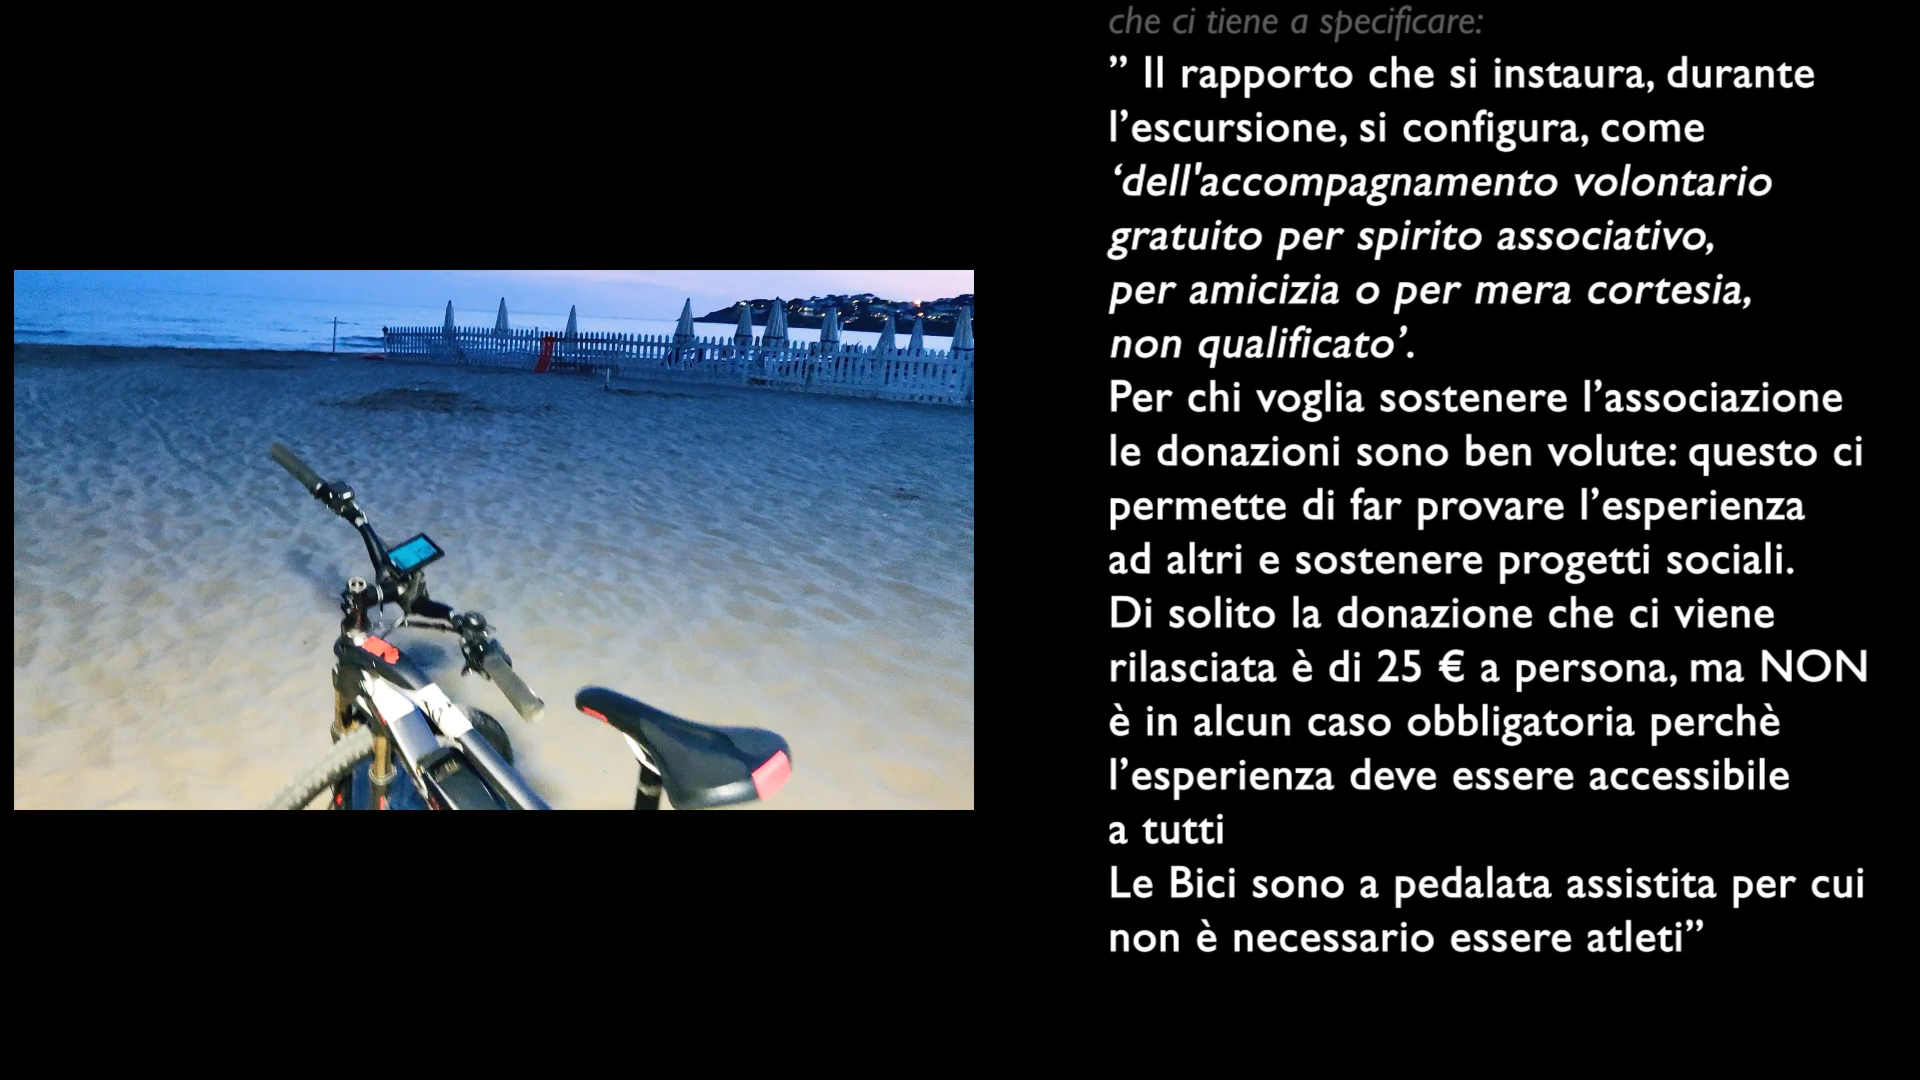 che ci tiene a specificare:
” Il rapporto che si instaura, durante
l’escursione, si configura, come
‘dell'accompagnamento volontario
gratuito per spirito associativo,
per amicizia o per mera cortesia,
non qualificato’.
Per chi voglia sostenere l’associazione
le donazioni sono ben volute: questo ci
permette di far provare l’esperienza
ad altri e sostenere progetti sociali.
Di solito la donazione che ci viene
rilasciata è di 25 € a persona, ma NON
è in alcun caso obbligatoria perchè
l’esperienza deve essere accessibile
a tutti
Le Bici sono a pedalata assistita per cui
non è necessario essere atleti”